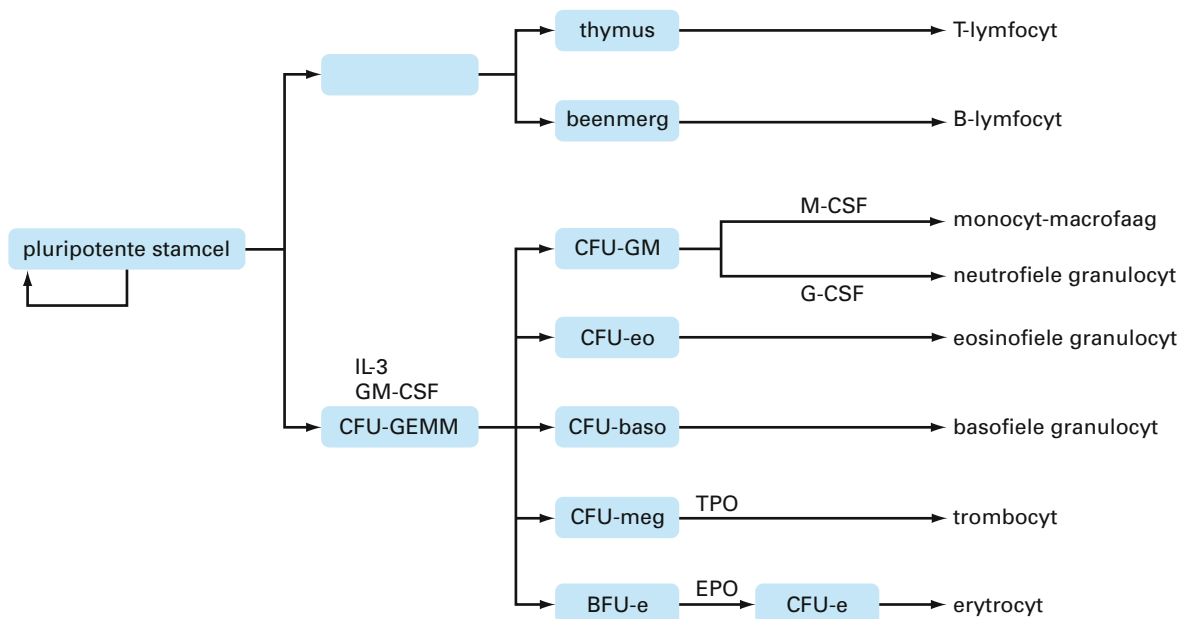 thymus
T-lymfocyt
beenmerg
B-lymfocyt
pluripotente stamcel
CFU-GM
M-CSF
monocyt-macrofaag
G-CSF
neutrofiele granulocyt
CFU-eo
eosinofiele granulocyt
IL-3
GM-CSF
CFU-GEMM
CFU-baso
basofiele granulocyt
CFU-meg
TPO
trombocyt
BFU-e
EPO
CFU-e
erytrocyt